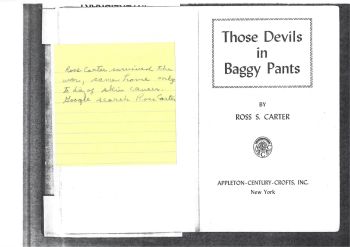 Ross Carter survived the
war, came home only
to die of skin cancer.
Google search Ross Carter
Those Devils
in
Baggy Pants
BY
ROSS S. CARTER
APPLETON-CENTURY-CROFTS, INC.
New York